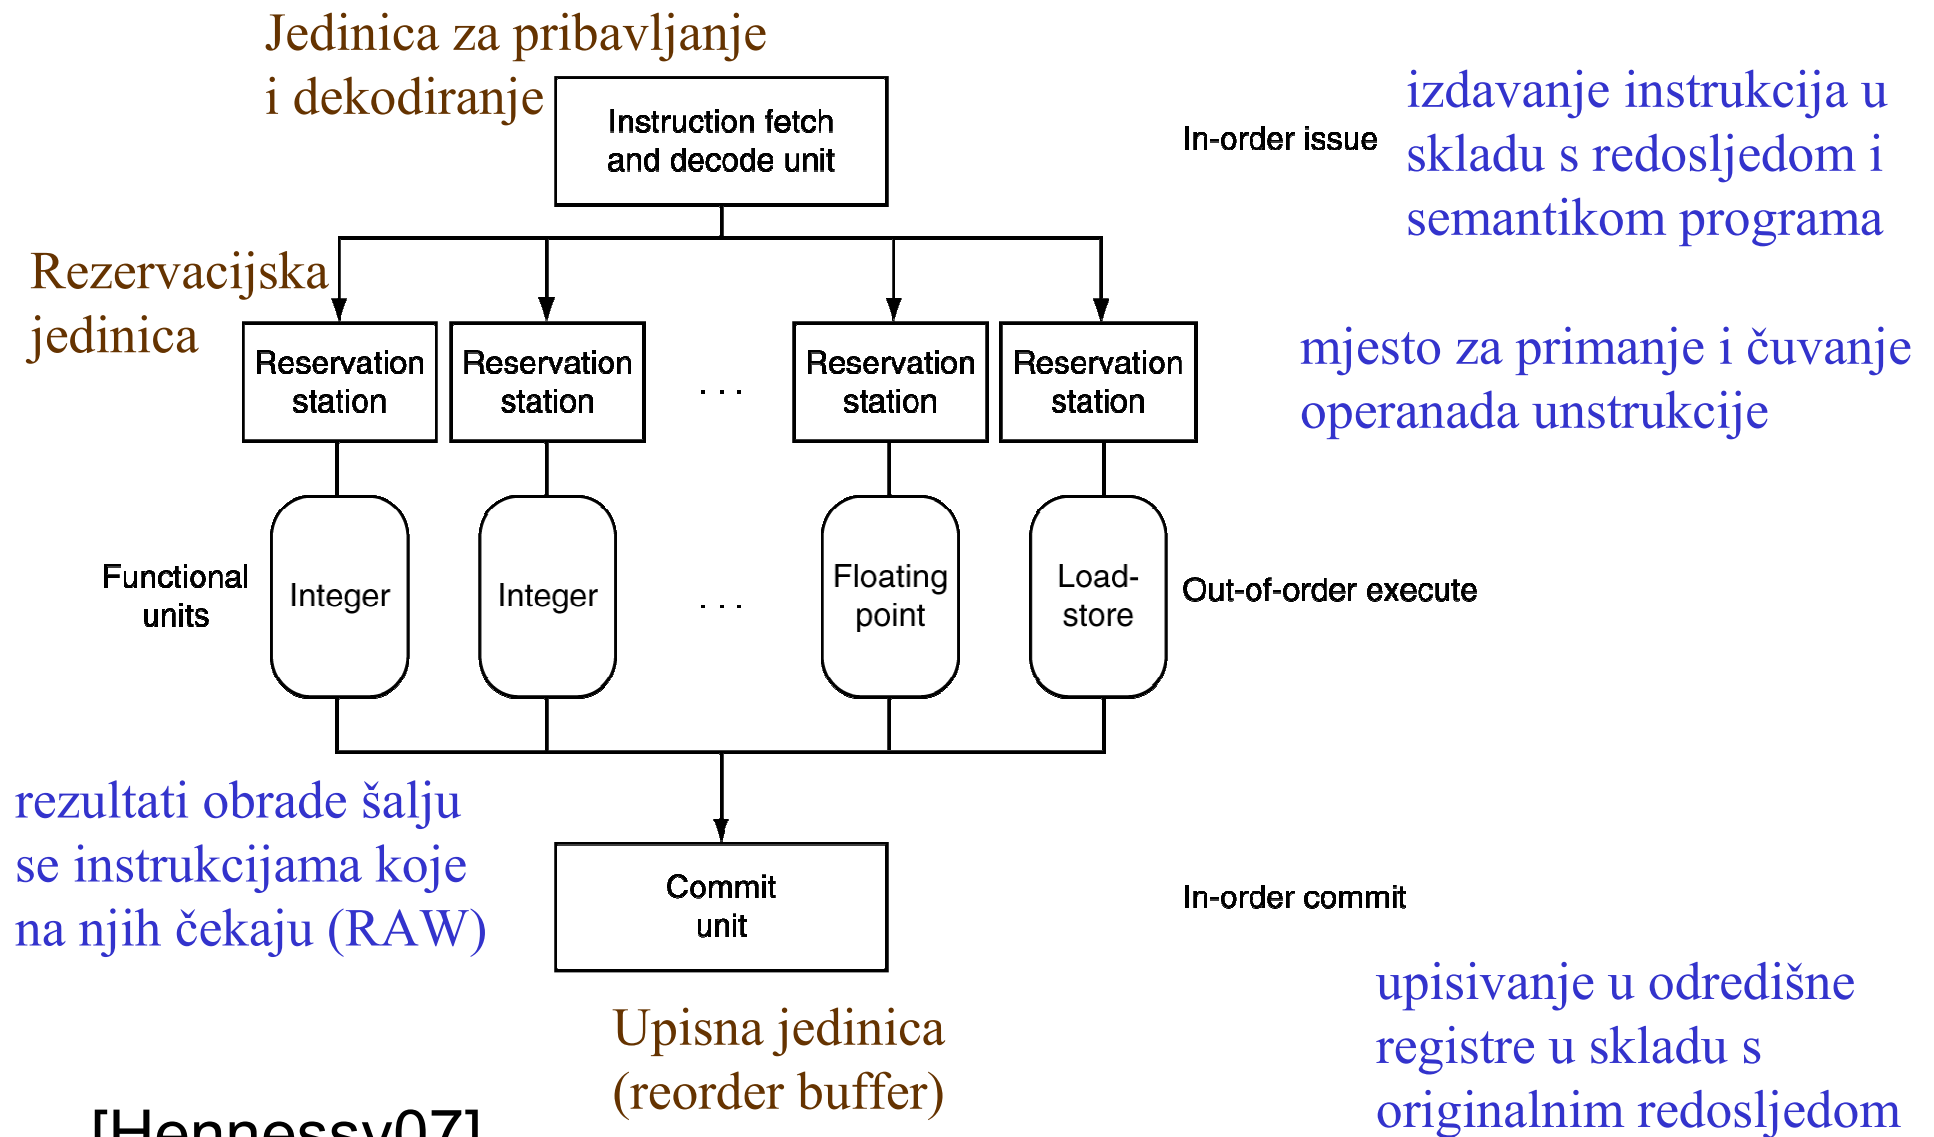 Jedinica za pribavljanje
i dekodiranje
Instruction fetch
and decode unit
In-order issue
izdavanje instrukcija u
skladu s redosljedom i
semantikom programa
Rezervacijska
jedinica
Reservation
station
Reservation
station
. . .
Reservation
station
Reservation
station
mjesto za primanje i čuvanje
operanada unstrukcije
Functional
units
Integer
Integer
. . .
Floating
point
Load-
store
Out-of-order execute
rezultati obrade šalju
se instrukcijama koje
na njih čekaju (RAW)
Commit
unit
In-order commit
upisivanje u odredišne
registre u skladu s
originalnim redosljedom
Upisna jedinica
(reorder buffer)
[Hennessy07]